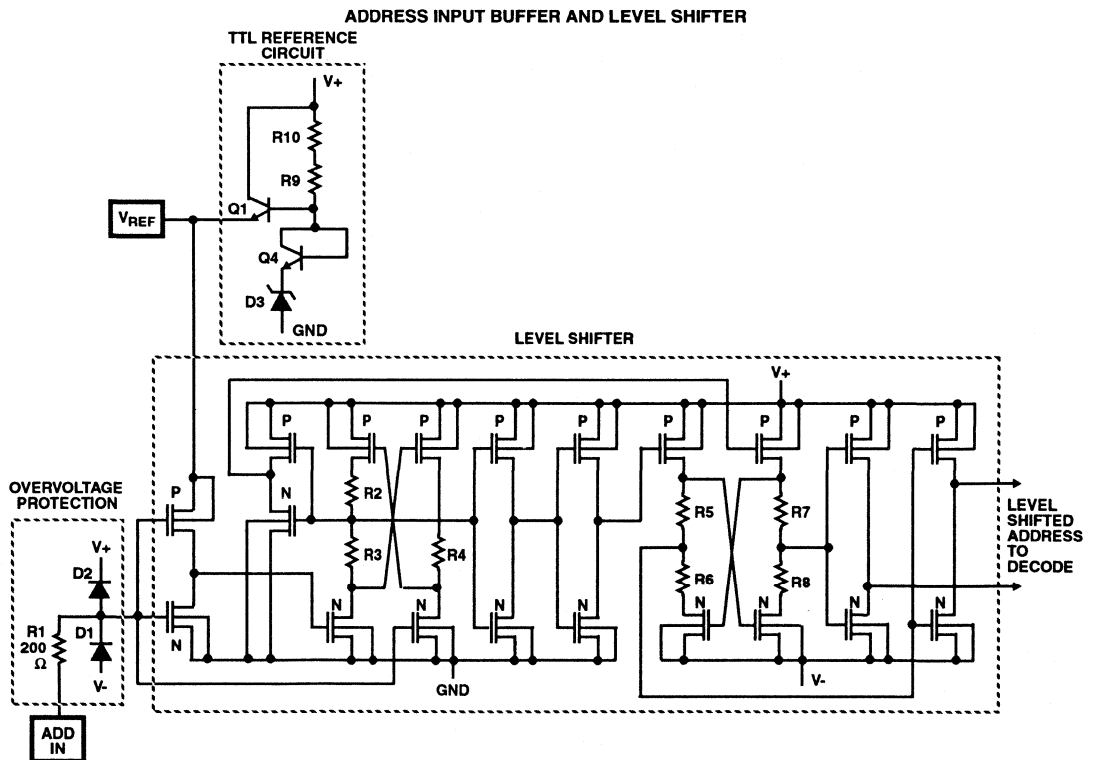 ADDRESS INPUT BUFFER AND LEVEL SHIFTER
TTL REFERENCE
CIRCUIT
V+
R10
R9
Q1
VREF
Q4
D3
GND
LEVEL SHIFTER
V+
P P P P P P P P P
OVERVOLTAGE
PROTECTION
P
N
R2
R5
R7
LEVEL
SHIFTED
ADDRESS
TO
DECODE
V+
D2
R3
R4
R6
R8
R1
200
Ω
D1
N
N N N N N N N N
V-
GND
V-
ADD
IN